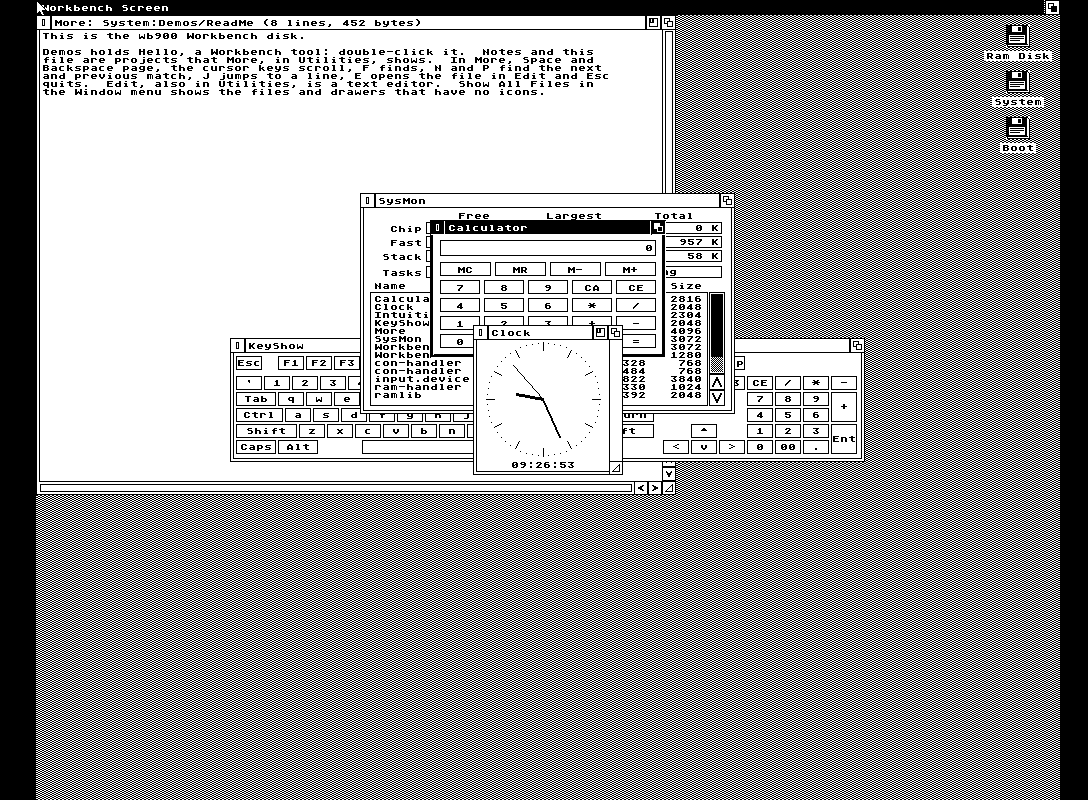 Workbench Screen
More: System:Demos/ReadMe (8 lines, 452 bytes)
This is the wb900 Workbench disk.
Demos holds Hello, a Workbench tool: double-click it.  Notes and this
file are projects that More, in Utilities, shows.  In More, Space and
Backspace page, the cursor keys scroll, F finds, N and P find the next
and previous match, J jumps to a line, E opens the file in Edit and Esc
quits.  Edit, also in Utilities, is a text editor.  Show All Files in
the Window menu shows the files and drawers that have no icons.
Ram Disk
System
Boot
SysMon
Free Largest Total
Chip 0 K
Fast 957 K
Stack 58 K
Tasks
Name Size
2816
Clock 2048
2304
KeyShow 2048
More 4096
SysMon 3072
3072
1280
con-handler 768
con-handler 768
input.device 3840
ram-handler 1024
ramlib 2048
Calculator
0
MC MR M- M+
7 8 9 CA CE
4 5 6 * /
1 2 3 + -
0 =
Clock
09:26:53
KeyShow
Esc F1 F2 F3
' 1 2 3 CE / * -
Tab q w e 7 8 9 +
Ctrl a s d f g h j 4 5 6
Shift z x c v b n 1 2 3 Ent
Caps Alt < v > 0 00 .